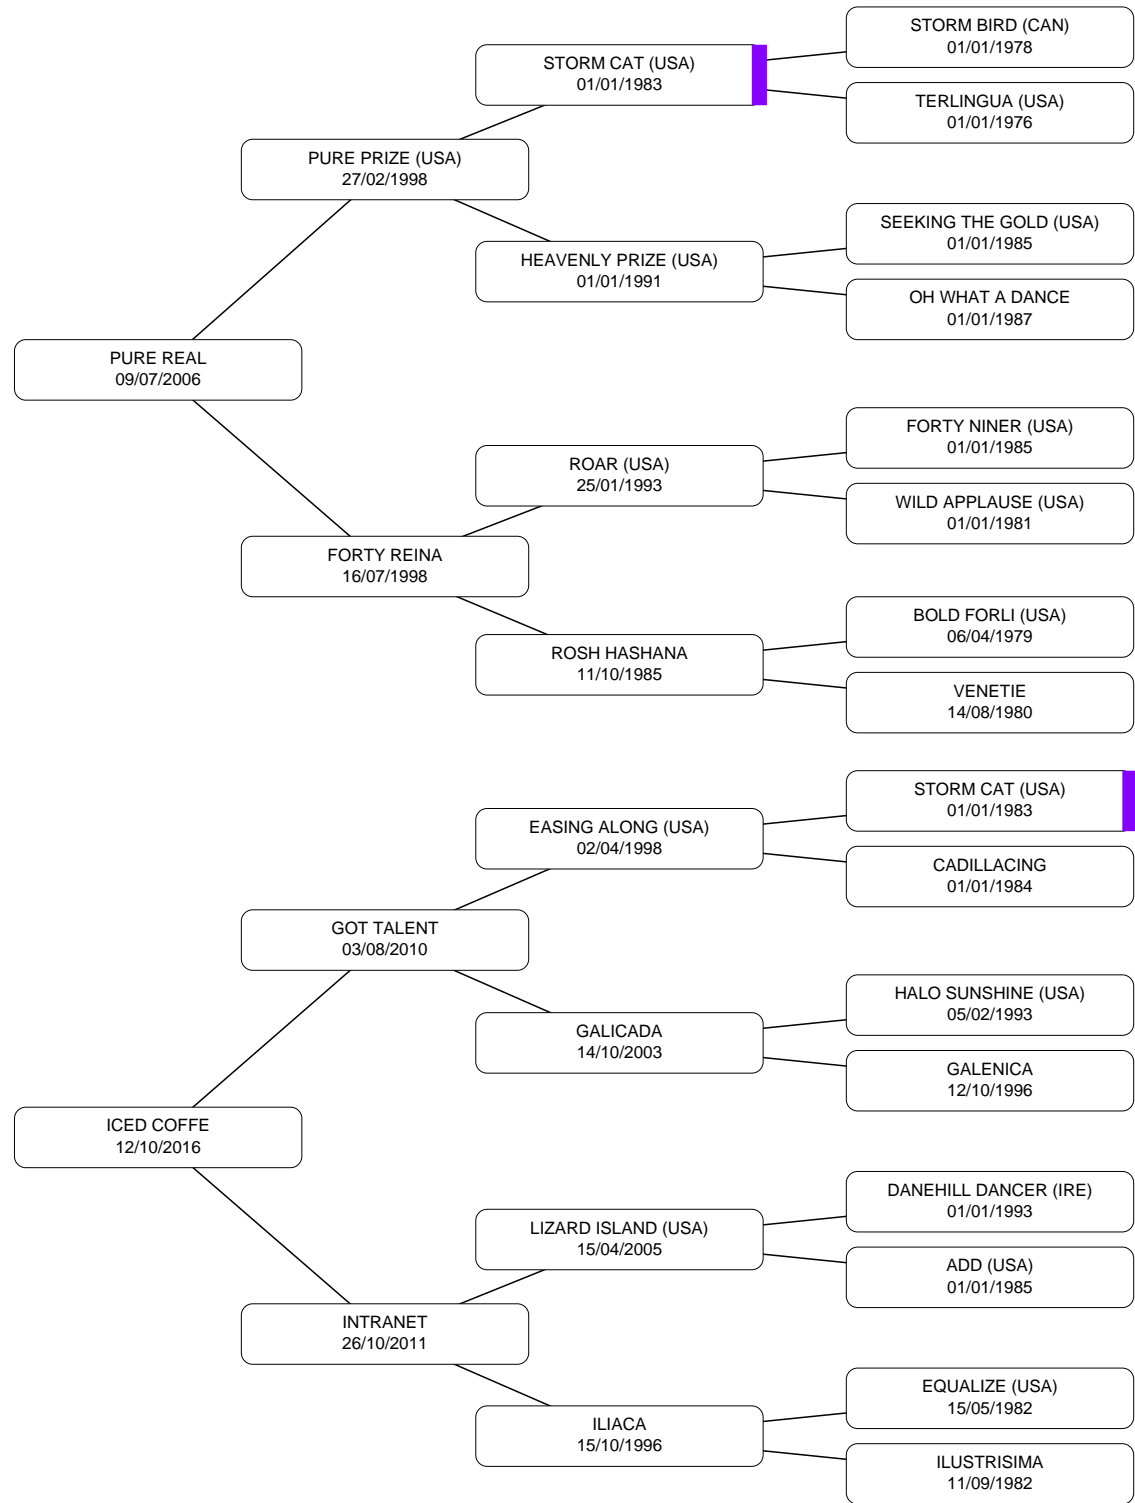 STORM BIRD (CAN)
01/01/1978
STORM CAT (USA)
01/01/1983
TERLINGUA (USA)
01/01/1976
PURE PRIZE (USA)
27/02/1998
SEEKING THE GOLD (USA)
01/01/1985
HEAVENLY PRIZE (USA)
01/01/1991
OH WHAT A DANCE
01/01/1987
PURE REAL
09/07/2006
FORTY NINER (USA)
01/01/1985
ROAR (USA)
25/01/1993
WILD APPLAUSE (USA)
01/01/1981
FORTY REINA
16/07/1998
BOLD FORLI (USA)
06/04/1979
ROSH HASHANA
11/10/1985
VENETIE
14/08/1980
STORM CAT (USA)
01/01/1983
EASING ALONG (USA)
02/04/1998
CADILLACING
01/01/1984
GOT TALENT
03/08/2010
HALO SUNSHINE (USA)
05/02/1993
GALICADA
14/10/2003
GALENICA
12/10/1996
ICED COFFE
12/10/2016
DANEHILL DANCER (IRE)
01/01/1993
LIZARD ISLAND (USA)
15/04/2005
ADD (USA)
01/01/1985
INTRANET
26/10/2011
EQUALIZE (USA)
15/05/1982
ILIACA
15/10/1996
ILUSTRISIMA
11/09/1982